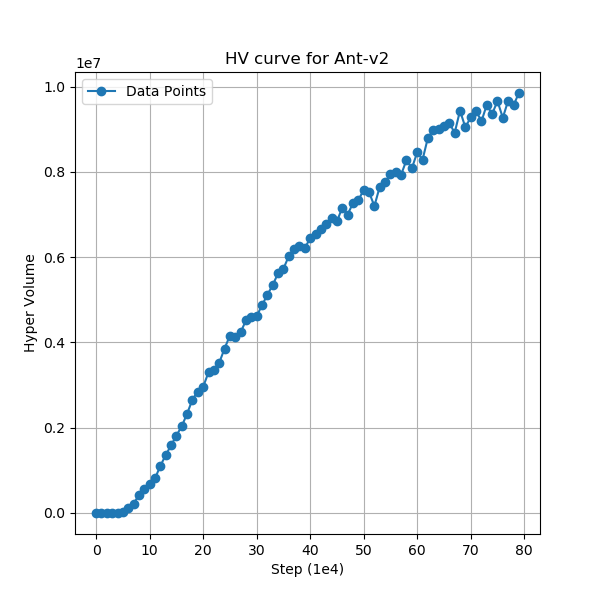 HV curve for Ant-v2
1e7
Data Points
1.0
0.8
0.6
0.4
0.2
0.0
Hyper Volume
0 10 20 30 40 50 60 70 80
Step (1e4)